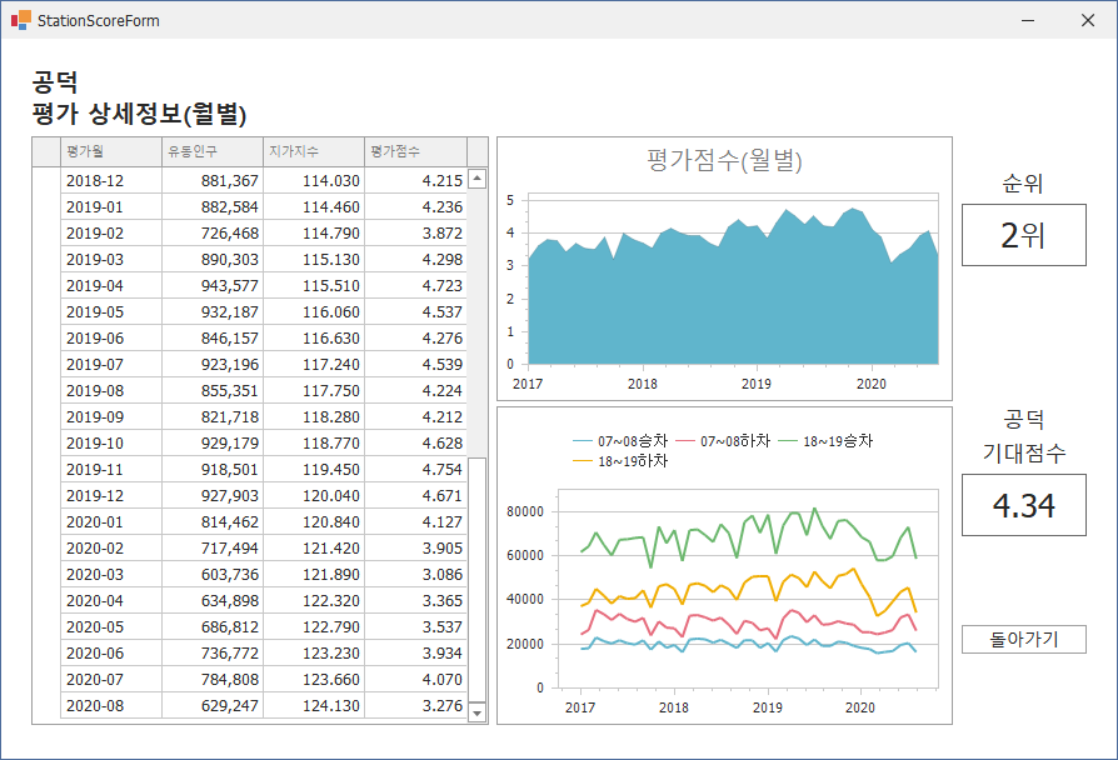 StationScoreForm
공덕
평가 상세정보(월별)
평가월 유동인구 지가지수 평가점수
2018-12 881,367 114.030 4.215
2019-01 882,584 114.460 4.236
2019-02 726,468 114.790 3.872
2019-03 890,303 115.130 4.298
2019-04 943,577 115.510 4.723
2019-05 932,187 116.060 4.537
2019-06 846,157 116.630 4.276
2019-07 923,196 117.240 4.539
2019-08 855,351 117.750 4.224
2019-09 821,718 118.280 4.212
2019-10 929,179 118.770 4.628
2019-11 918,501 119.450 4.754
2019-12 927,903 120.040 4.671
2020-01 814,462 120.840 4.127
2020-02 717,494 121.420 3.905
2020-03 603,736 121.890 3.086
2020-04 634,898 122.320 3.365
2020-05 686,812 122.790 3.537
2020-06 736,772 123.230 3.934
2020-07 784,808 123.660 4.070
2020-08 629,247 124.130 3.276
평가점수(월별)
5
4
3
2
1
0
2017 2018 2019 2020
07~08승차 07~08하차 18~19승차
18~19하차
80000
60000
40000
20000
0
2017 2018 2019 2020
순위
2위
공덕
기대점수
4.34
돌아가기